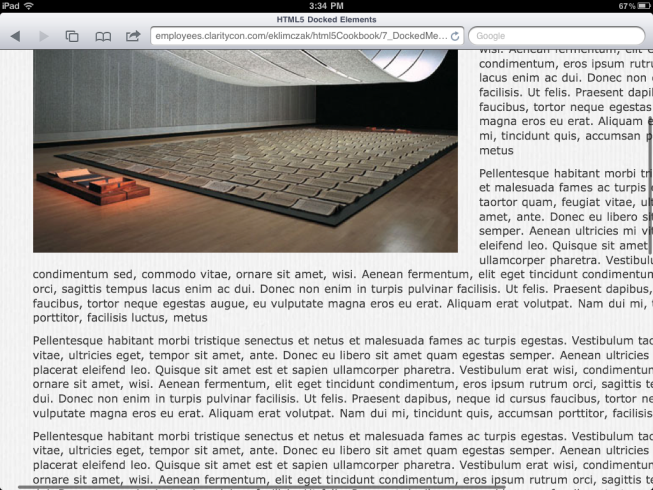 iPad 3:34 PM 67%
HTML5 Docked Elements
employees.claritycon.com/eklimczak/html5Cookbook/7_DockedMe... Google
wisi. Aenean fermentum, elit
condimentum, eros ipsum rutru
lacus enim ac dui. Donec non
facilisis. Ut felis. Praesent dapi
faucibus, tortor neque egestas
magna eros eu erat. Aliquam
mi, tincidunt quis, accumsan p
metus
Pellentesque habitant morbi tri
et malesuada fames ac turpis
taortor quam, feugiat vitae, ul
amet, ante. Donec eu libero si
semper. Aenean ultricies mi vi
eleifend leo. Quisque sit amet
ullamcorper pharetra. Vestibul
condimentum sed, commodo vitae, ornare sit amet, wisi. Aenean fermentum, elit eget tincidunt condimentum
orci, sagittis tempus lacus enim ac dui. Donec non enim in turpis pulvinar facilisis. Ut felis. Praesent dapibus,
faucibus, tortor neque egestas augue, eu vulputate magna eros eu erat. Aliquam erat volutpat. Nam dui mi, t
porttitor, facilisis luctus, metus
Pellentesque habitant morbi tristique senectus et netus et malesuada fames ac turpis egestas. Vestibulum tao
vitae, ultricies eget, tempor sit amet, ante. Donec eu libero sit amet quam egestas semper. Aenean ultricies
placerat eleifend leo. Quisque sit amet est et sapien ullamcorper pharetra. Vestibulum erat wisi, condimentun
ornare sit amet, wisi. Aenean fermentum, elit eget tincidunt condimentum, eros ipsum rutrum orci, sagittis te
dui. Donec non enim in turpis pulvinar facilisis. Ut felis. Praesent dapibus, neque id cursus faucibus, tortor ne
vulputate magna eros eu erat. Aliquam erat volutpat. Nam dui mi, tincidunt quis, accumsan porttitor, facilisis
Pellentesque habitant morbi tristique senectus et netus et malesuada fames ac turpis egestas. Vestibulum tao
vitae, ultricies eget, tempor sit amet, ante. Donec eu libero sit amet quam egestas semper. Aenean ultricies
placerat eleifend leo. Quisque sit amet est et sapien ullamcorper pharetra. Vestibulum erat wisi, condimentun
ornare sit amet, wisi. Aenean fermentum, elit eget tincidunt condimentum, eros ipsum rutrum orci, sagittis te